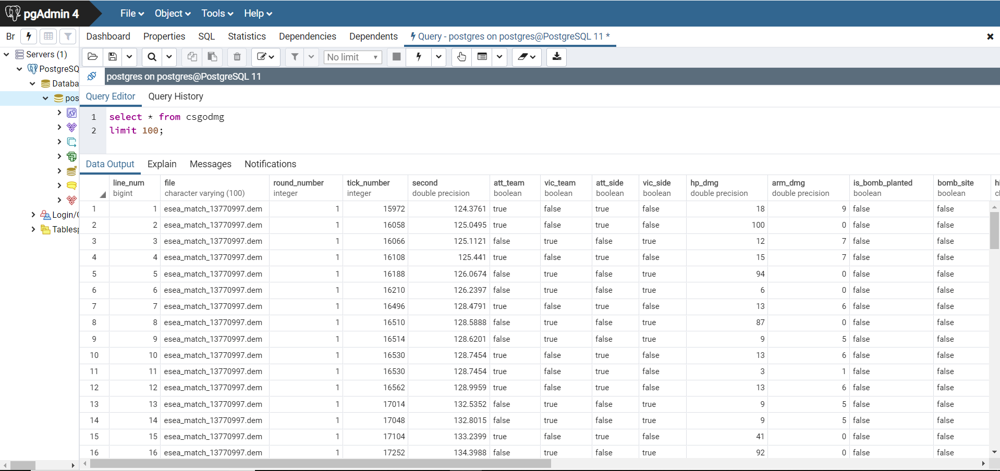 pgAdmin 4 File Object Tools Help
Br Dashboard Properties SQL Statistics Dependencies Dependents Query - postgres on postgres@PostgreSQL 11 *
Servers (1)
PostgreSQ
Databa
pos
Login/
Tables
No limit
postgres on postgres@PostgreSQL 11
Query Editor Query History
1 select * from csgodmg
2 limit 100;
Data Output Explain Messages Notifications
line_num file round_number tick_number second att_team vic_team att_side vic_side hp_dmg arm_dmg is_bomb_planted bomb_site hi
bigint character varying (100) integer integer double precision boolean boolean boolean boolean double precision double precision boolean boolean
1 1 esea_match_13770997.dem 1 15972 124.3761 true false true false 18 9 false false
2 2 esea_match_13770997.dem 1 16058 125.0495 true false true false 100 0 false false
3 3 esea_match_13770997.dem 1 16066 125.1121 false true false true 12 7 false false
4 4 esea_match_13770997.dem 1 16108 125.441 true false true false 15 7 false false
5 5 esea_match_13770997.dem 1 16188 126.0674 false true false true 94 0 false false
6 6 esea_match_13770997.dem 1 16210 126.2397 false true false true 6 0 false false
7 7 esea_match_13770997.dem 1 16496 128.4791 true false true false 13 6 false false
8 8 esea_match_13770997.dem 1 16510 128.5888 false true false true 87 0 false false
9 9 esea_match_13770997.dem 1 16514 128.6201 false true false true 9 5 false false
10 10 esea_match_13770997.dem 1 16530 128.7454 true false true false 13 6 false false
11 11 esea_match_13770997.dem 1 16530 128.7454 true false true false 3 1 false false
12 12 esea_match_13770997.dem 1 16562 128.9959 true false true false 13 6 false false
13 13 esea_match_13770997.dem 1 17014 132.5352 false true false true 9 5 false false
14 14 esea_match_13770997.dem 1 17048 132.8015 false true false true 9 5 false false
15 15 esea_match_13770997.dem 1 17104 133.2399 true false true false 41 0 false false
16 16 esea_match_13770997.dem 1 17252 134.3988 false true false true 92 0 false false